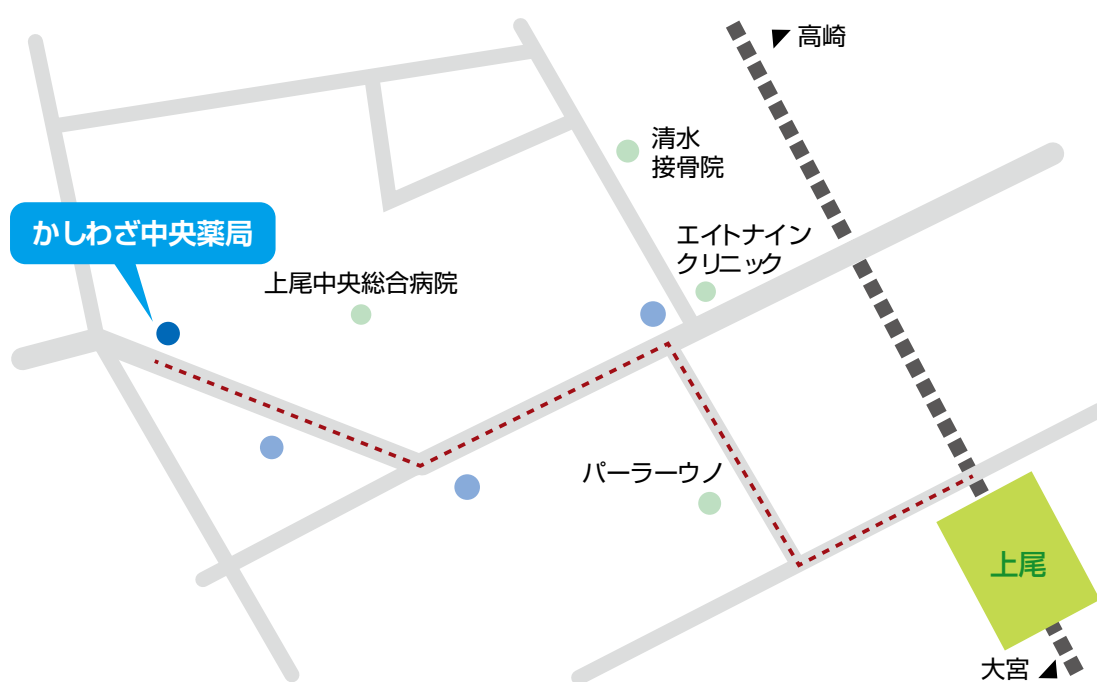 高崎
清水
接骨院
かしわざ中央薬局
エイトナイン
クリニック
上尾中央総合病院
パーラーウノ
上尾
大宮